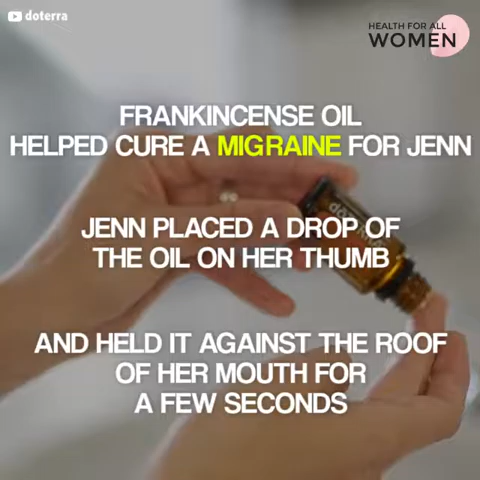 doterra
HEALTH FOR ALL
WOMEN
FRANKINCENSE OIL
HELPED CURE A MIGRAINE FOR JENN
JENN PLACED A DROP OF
THE OIL ON HER THUMB
AND HELD IT AGAINST THE ROOF
OF HER MOUTH FOR
A FEW SECONDS